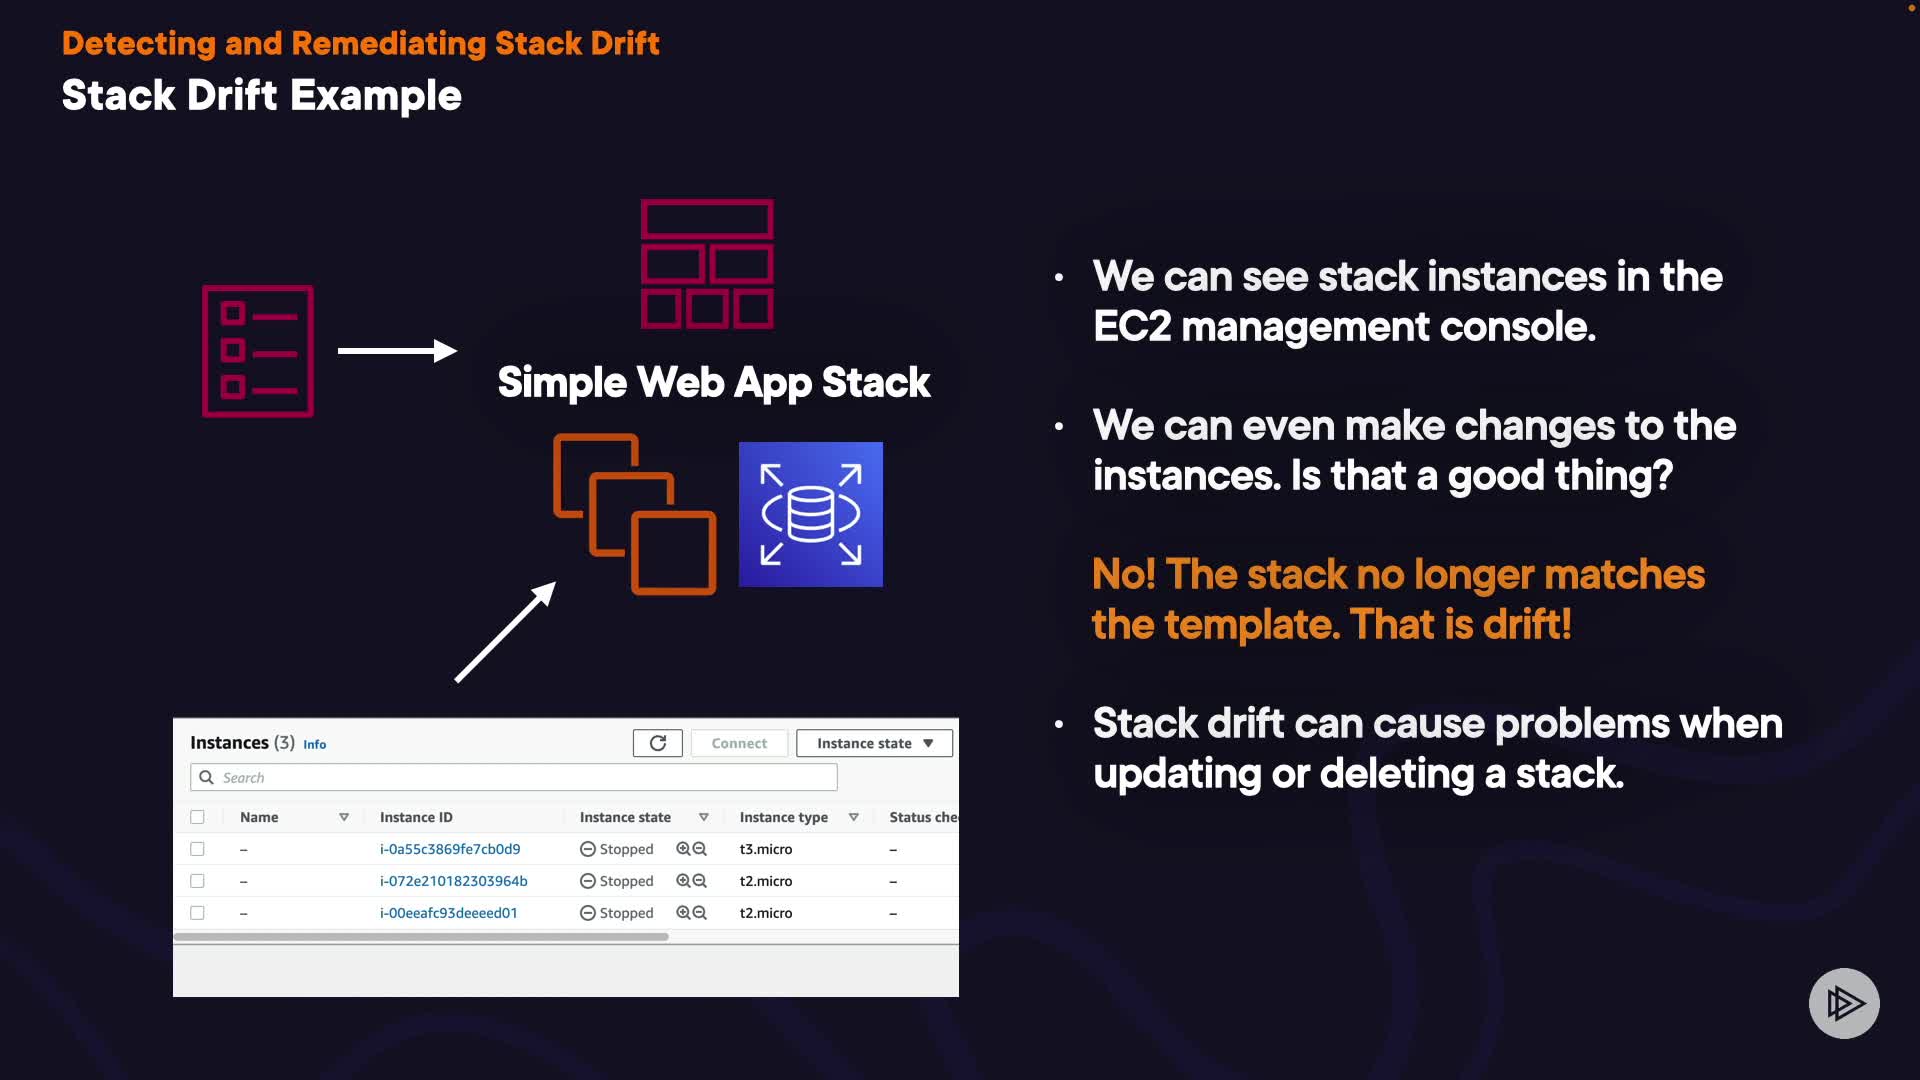 Detecting and Remediating Stack Drift
Stack Drift Example
Simple Web App Stack
Instances (3) Info
Connect
Instance state
Search
Name Instance ID Instance state Instance type Status che
– i-0a55c3869fe7cb0d9 Stopped t3.micro –
– i-072e210182303964b Stopped t2.micro –
– i-00eeafc93deeeed01 Stopped t2.micro –
• We can see stack instances in the
EC2 management console.
• We can even make changes to the
instances. Is that a good thing?
No! The stack no longer matches
the template. That is drift!
• Stack drift can cause problems when
updating or deleting a stack.